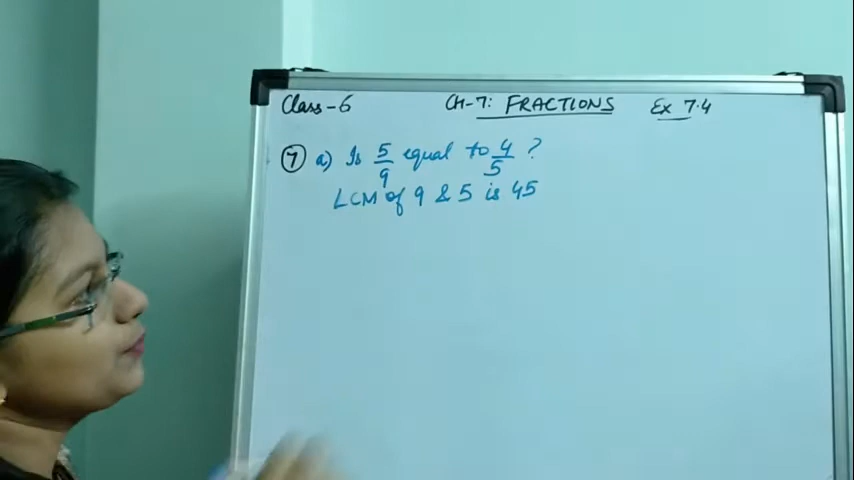 Class-6 CH-7: FRACTIONS Ex 7.4
7 a) Is 5/9 equal to 4/5 ?
LCM of 9 & 5 is 45